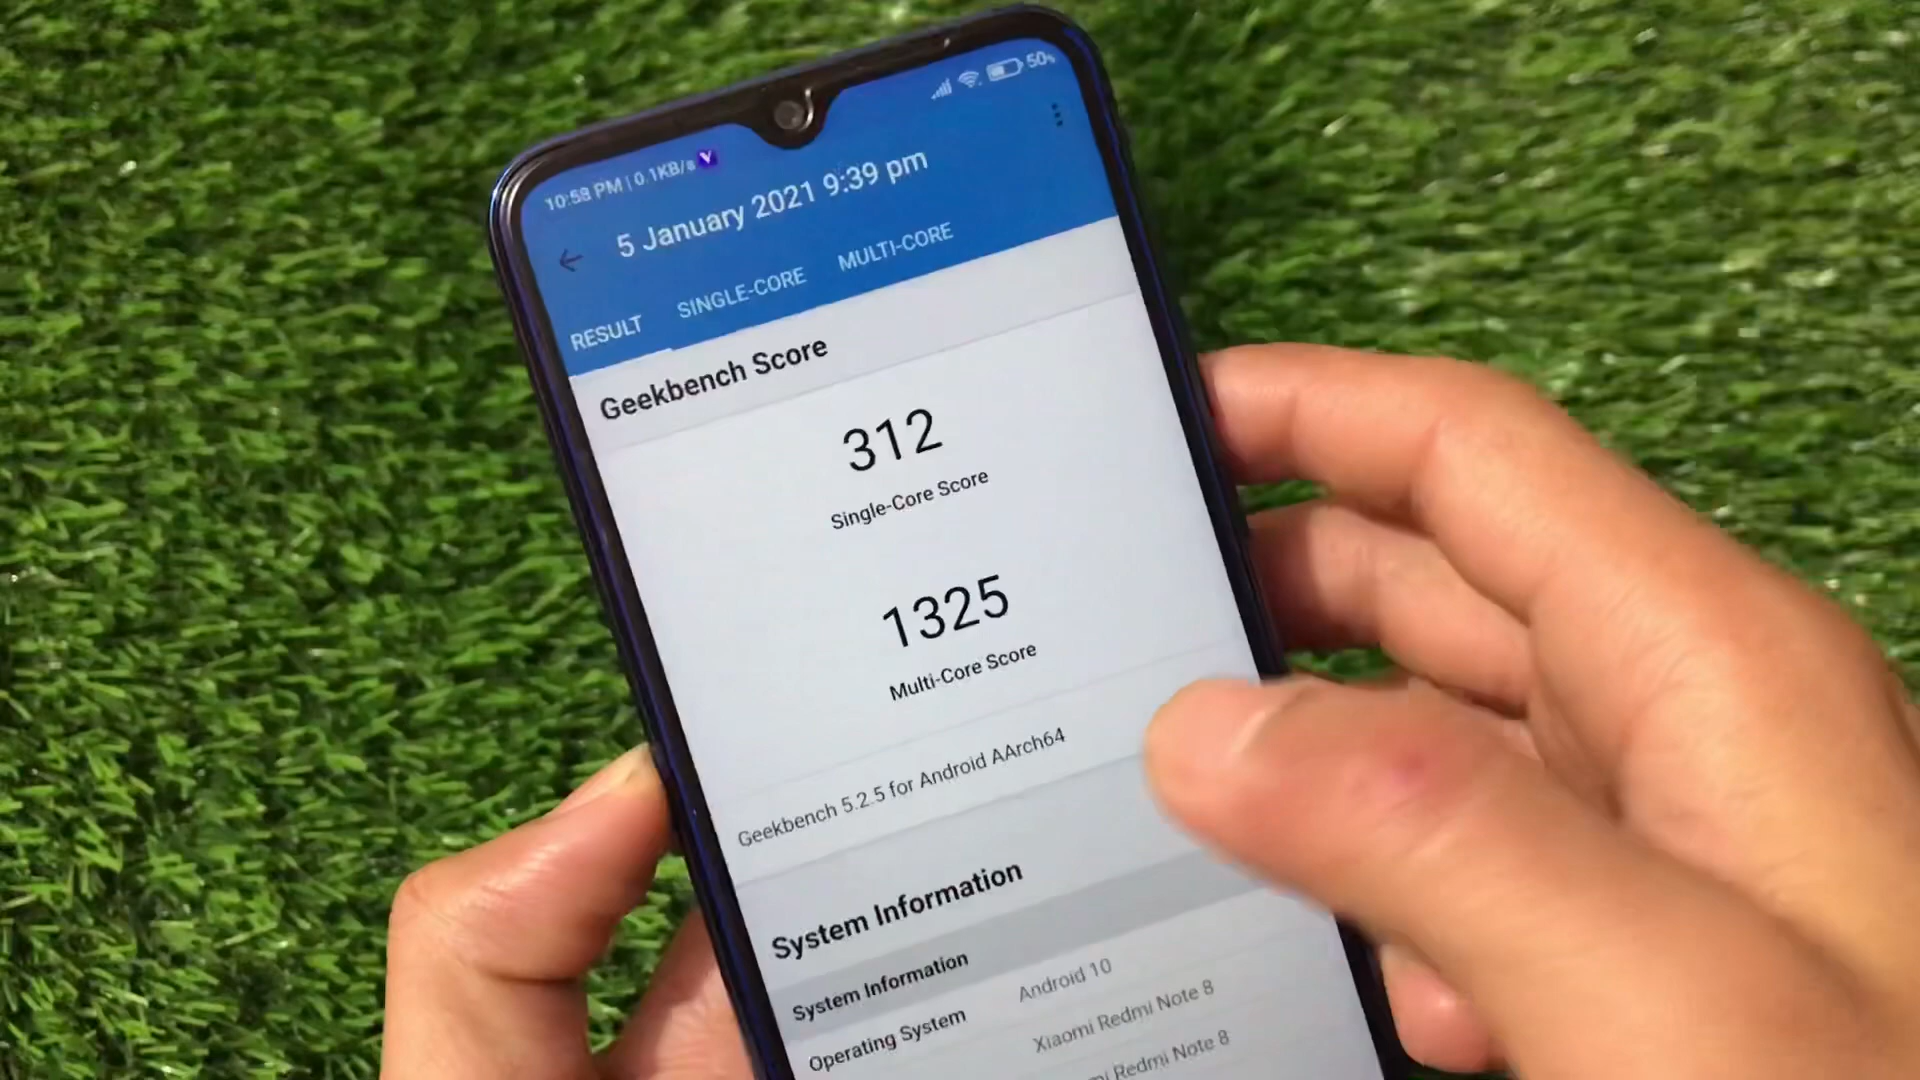 10:58 PM | 0.1KB/s
50%
5 January 2021 9:39 pm
RESULT SINGLE-CORE MULTI-CORE
Geekbench Score
312
Single-Core Score
1325
Multi-Core Score
Geekbench 5.2.5 for Android AArch64
System Information
System Information
Operating System Android 10
Xiaomi Redmi Note 8
Redmi Note 8